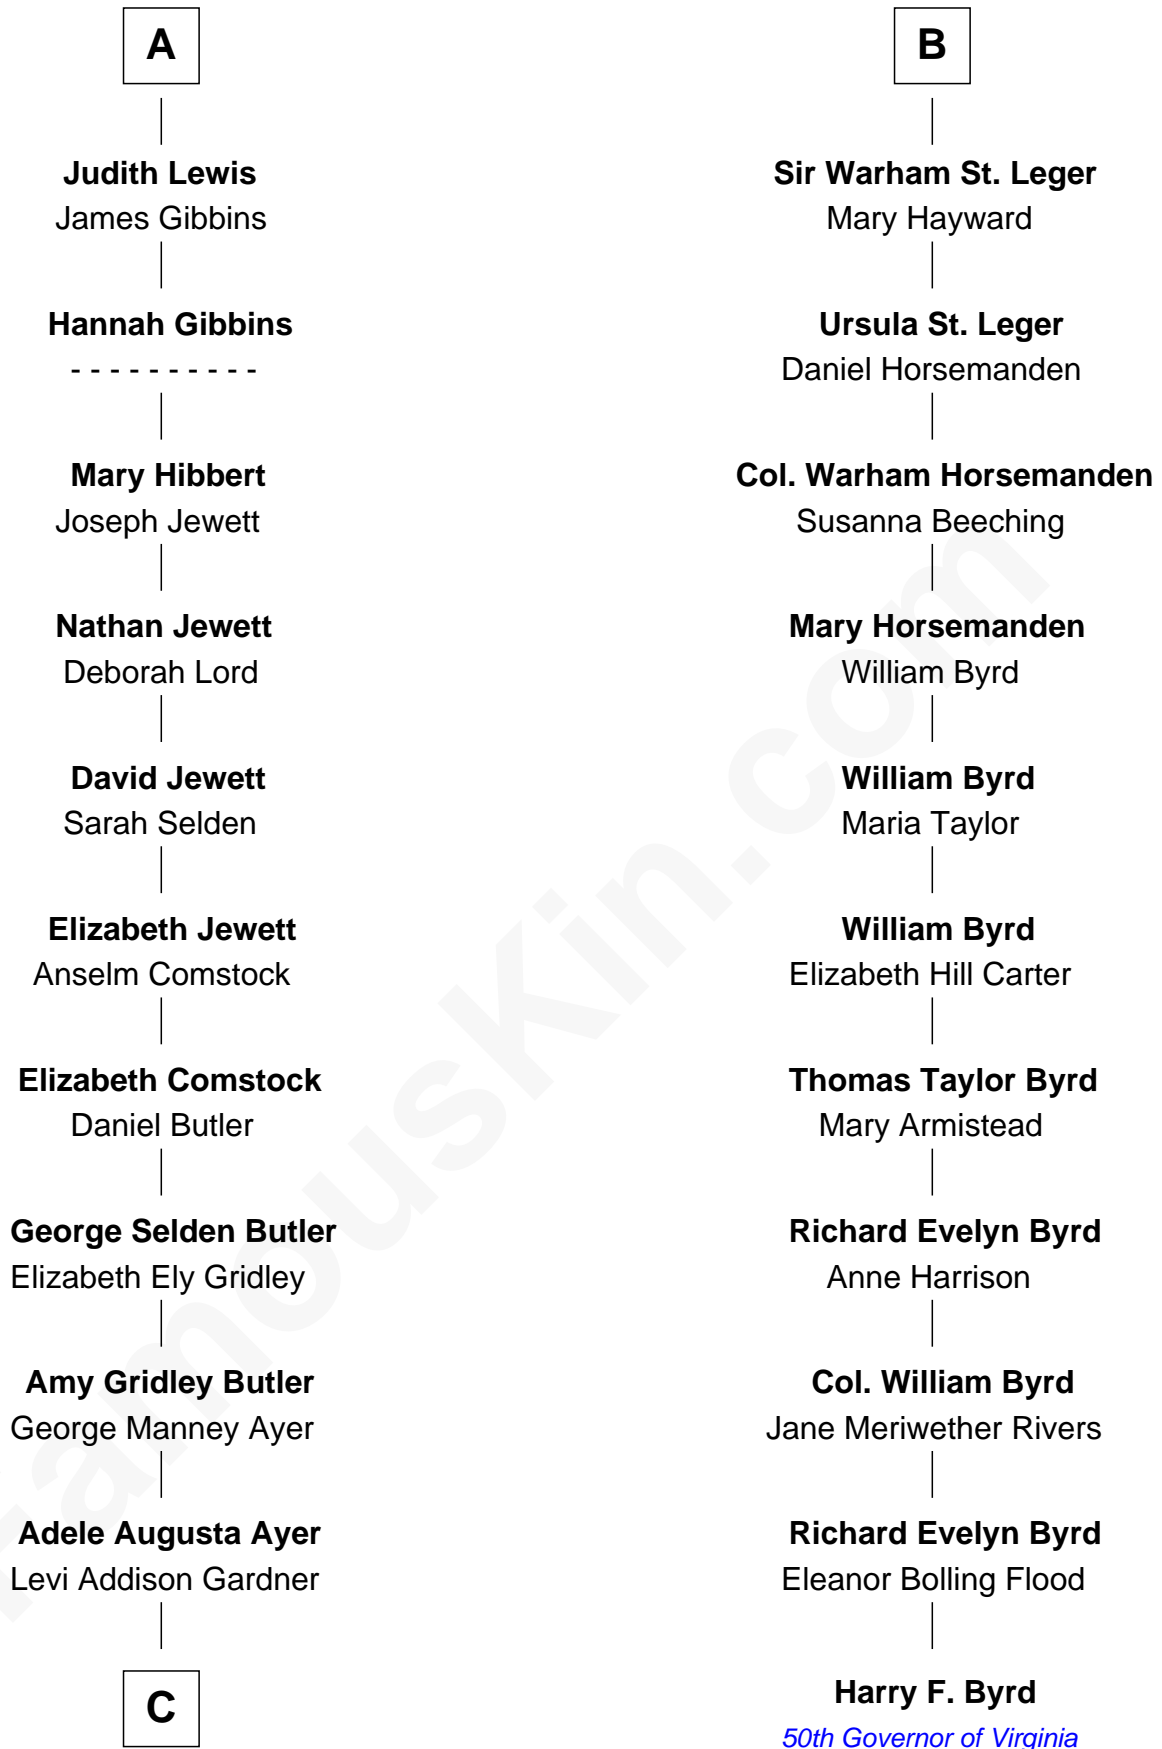 A
Judith Lewis
James Gibbins
Hannah Gibbins
- - - - - - - - - -
Mary Hibbert
Joseph Jewett
Nathan Jewett
Deborah Lord
David Jewett
Sarah Selden
Elizabeth Jewett
Anselm Comstock
Elizabeth Comstock
Daniel Butler
George Selden Butler
Elizabeth Ely Gridley
Amy Gridley Butler
George Manney Ayer
Adele Augusta Ayer
Levi Addison Gardner
C
B
Sir Warham St. Leger
Mary Hayward
Ursula St. Leger
Daniel Horsemanden
Col. Warham Horsemanden
Susanna Beeching
Mary Horsemanden
William Byrd
William Byrd
Maria Taylor
William Byrd
Elizabeth Hill Carter
Thomas Taylor Byrd
Mary Armistead
Richard Evelyn Byrd
Anne Harrison
Col. William Byrd
Jane Meriwether Rivers
Richard Evelyn Byrd
Eleanor Bolling Flood
Harry F. Byrd
50th Governor of Virginia
FamousKin.com